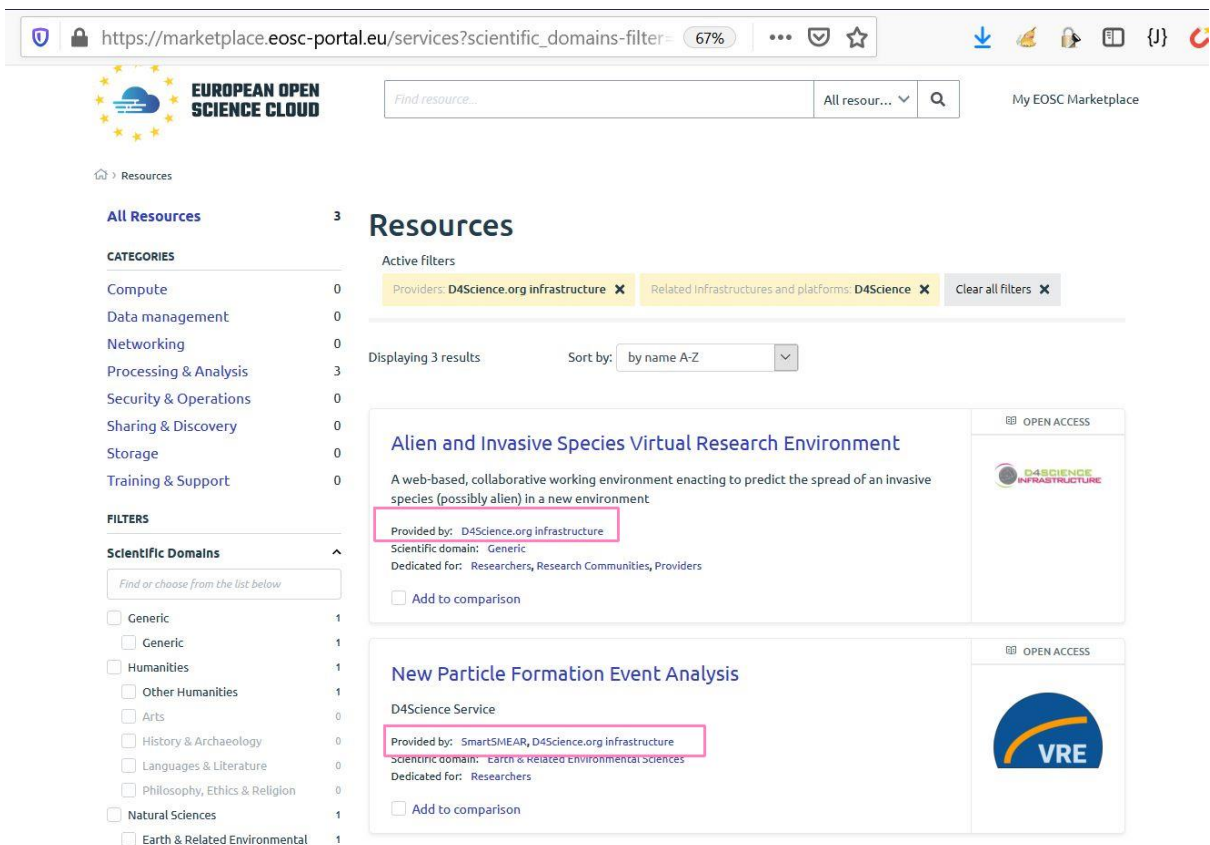 https://marketplace.eosc-portal.eu/services?scientific_domains-filter= 67%
EUROPEAN OPEN
SCIENCE CLOUD
Find resource...
All resour...
My EOSC Marketplace
Resources
All Resources 3
CATEGORIES
Compute 0
Data management 0
Networking 0
Processing & Analysis 3
Security & Operations 0
Sharing & Discovery 0
Storage 0
Training & Support 0
FILTERS
Scientific Domains
Find or choose from the list below
Generic 1
Generic 1
Humanities 1
Other Humanities 1
Arts 0
History & Archaeology 0
Languages & Literature 0
Philosophy, Ethics & Religion 0
Natural Sciences 1
Earth & Related Environmental 1
Resources
Active filters
Providers: D4Science.org infrastructure Related Infrastructures and platforms: D4Science Clear all filters
Displaying 3 results Sort by: by name A-Z
OPEN ACCESS
Alien and Invasive Species Virtual Research Environment
A web-based, collaborative working environment enacting to predict the spread of an invasive
species (possibly alien) in a new environment
D4SCIENCE
INFRASTRUCTURE
Provided by: D4Science.org infrastructure
Scientific domain: Generic
Dedicated for: Researchers, Research Communities, Providers
Add to comparison
OPEN ACCESS
New Particle Formation Event Analysis
D4Science Service
Provided by: SmartSMEAR, D4Science.org infrastructure
Scientific domain: Earth & Related Environmental Sciences
Dedicated for: Researchers
VRE
Add to comparison